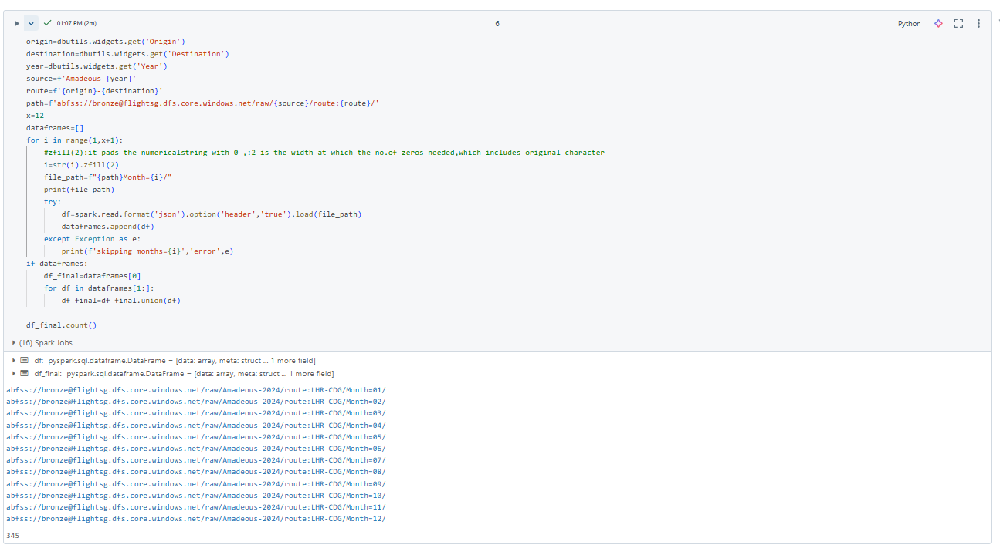 01:07 PM (2m)
6
Python
origin=dbutils.widgets.get('Origin')
destination=dbutils.widgets.get('Destination')
year=dbutils.widgets.get('Year')
source=f'Amadeous-{year}'
route=f'{origin}-{destination}'
path=f'abfss://bronze@flightsg.dfs.core.windows.net/raw/{source}/route:{route}/'
x=12
dataframes=[]
for i in range(1,x+1):
    #zfill(2):it pads the numericalstring with 0 ,:2 is the width at which the no.of zeros needed,which includes original character
    i=str(i).zfill(2)
    file_path=f"{path}Month={i}/"
    print(file_path)
    try:
        df=spark.read.format('json').option('header','true').load(file_path)
        dataframes.append(df)
    except Exception as e:
        print(f'skipping months={i}','error',e)
if dataframes:
    df_final=dataframes[0]
    for df in dataframes[1:]:
        df_final=df_final.union(df)
df_final.count()
(16) Spark Jobs
df: pyspark.sql.dataframe.DataFrame = [data: array, meta: struct ... 1 more field]
df_final: pyspark.sql.dataframe.DataFrame = [data: array, meta: struct ... 1 more field]
abfss://bronze@flightsg.dfs.core.windows.net/raw/Amadeous-2024/route:LHR-CDG/Month=01/
abfss://bronze@flightsg.dfs.core.windows.net/raw/Amadeous-2024/route:LHR-CDG/Month=02/
abfss://bronze@flightsg.dfs.core.windows.net/raw/Amadeous-2024/route:LHR-CDG/Month=03/
abfss://bronze@flightsg.dfs.core.windows.net/raw/Amadeous-2024/route:LHR-CDG/Month=04/
abfss://bronze@flightsg.dfs.core.windows.net/raw/Amadeous-2024/route:LHR-CDG/Month=05/
abfss://bronze@flightsg.dfs.core.windows.net/raw/Amadeous-2024/route:LHR-CDG/Month=06/
abfss://bronze@flightsg.dfs.core.windows.net/raw/Amadeous-2024/route:LHR-CDG/Month=07/
abfss://bronze@flightsg.dfs.core.windows.net/raw/Amadeous-2024/route:LHR-CDG/Month=08/
abfss://bronze@flightsg.dfs.core.windows.net/raw/Amadeous-2024/route:LHR-CDG/Month=09/
abfss://bronze@flightsg.dfs.core.windows.net/raw/Amadeous-2024/route:LHR-CDG/Month=10/
abfss://bronze@flightsg.dfs.core.windows.net/raw/Amadeous-2024/route:LHR-CDG/Month=11/
abfss://bronze@flightsg.dfs.core.windows.net/raw/Amadeous-2024/route:LHR-CDG/Month=12/
345